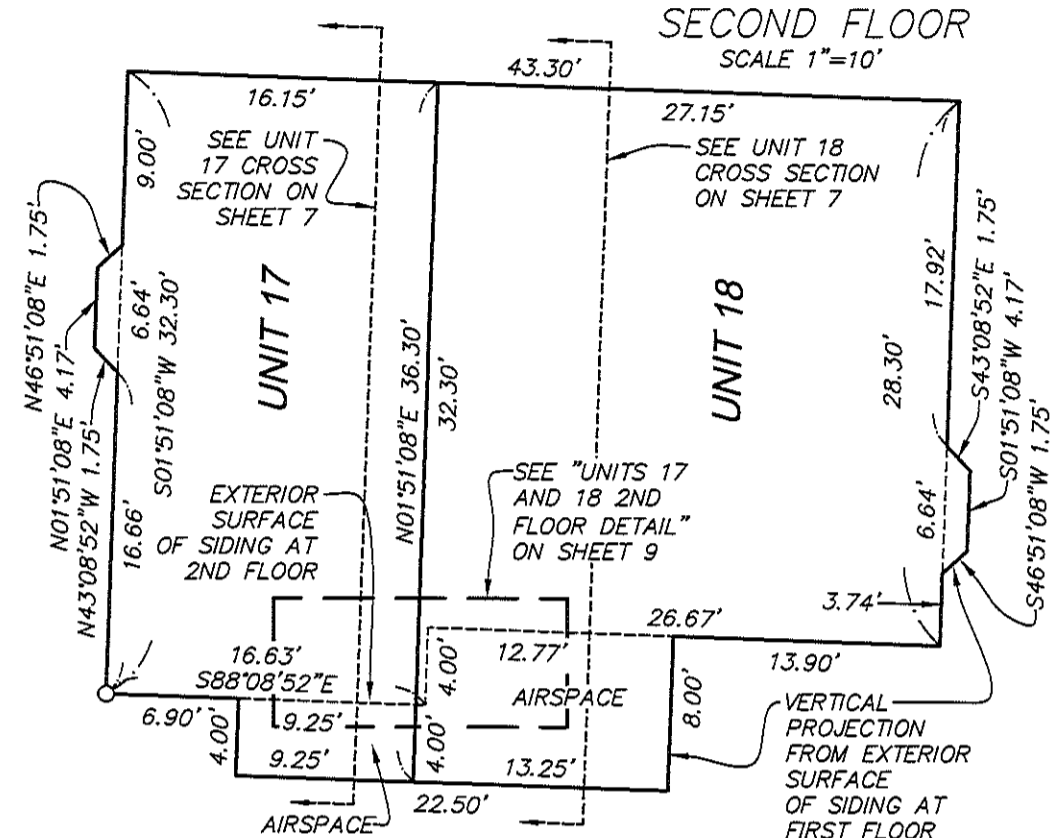 SECOND FLOOR
SCALE 1"=10'
43.30'
16.15'
27.15'
9.00'
SEE UNIT
17 CROSS
SECTION ON
SHEET 7
SEE UNIT 18
CROSS SECTION
ON SHEET 7
N46°51'08"E 1.75'
N01°51'08"E 4.17'
N43°08'52"W 1.75'
6.64'
S01°51'08"W 32.30'
16.66'
UNIT 17
N01°51'08"E 36.30'
32.30'
UNIT 18
17.92'
28.30'
6.64'
S43°08'52"E 1.75'
S01°51'08"W 4.17'
S46°51'08"W 1.75'
EXTERIOR
SURFACE
OF SIDING AT
2ND FLOOR
SEE "UNITS 17
AND 18 2ND
FLOOR DETAIL"
ON SHEET 9
3.74'
26.67'
16.63'
S88°08'52"E
12.77'
13.90'
4.00'
AIRSPACE
6.90'
4.00'
9.25'
9.25'
4.00'
13.25'
8.00'
22.50'
AIRSPACE
VERTICAL
PROJECTION
FROM EXTERIOR
SURFACE
OF SIDING AT
FIRST FLOOR